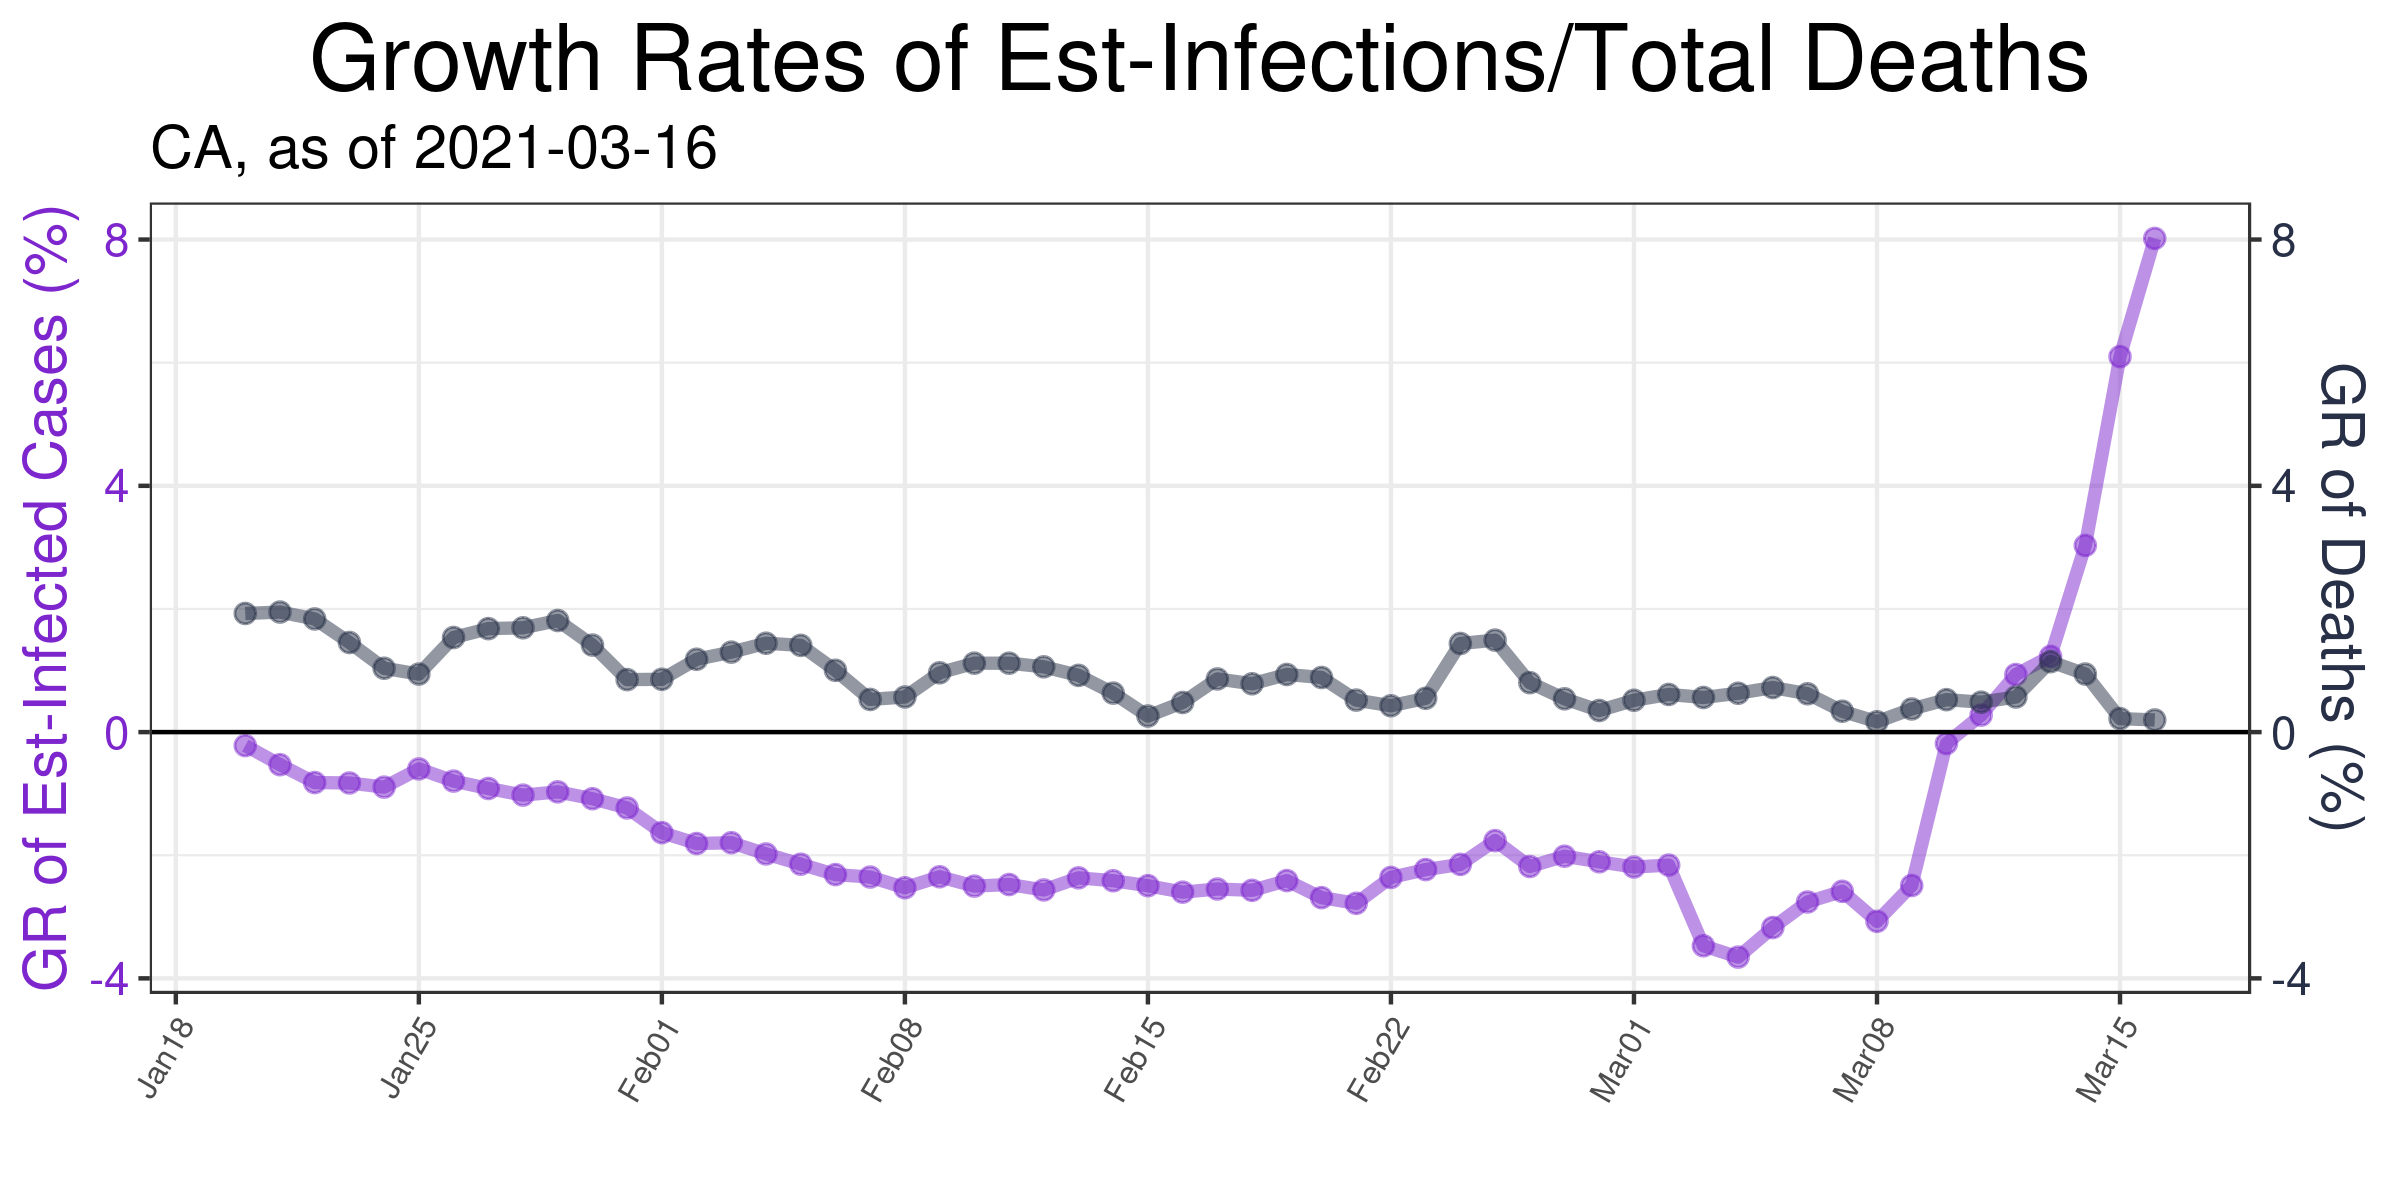 Growth Rates of Est-Infections/Total Deaths
CA, as of 2021-03-16
GR of Est-Infected Cases (%)
8
4
0
-4
8
4
0
-4
GR of Deaths (%)
Jan18
Jan25
Feb01
Feb08
Feb15
Feb22
Mar01
Mar08
Mar15